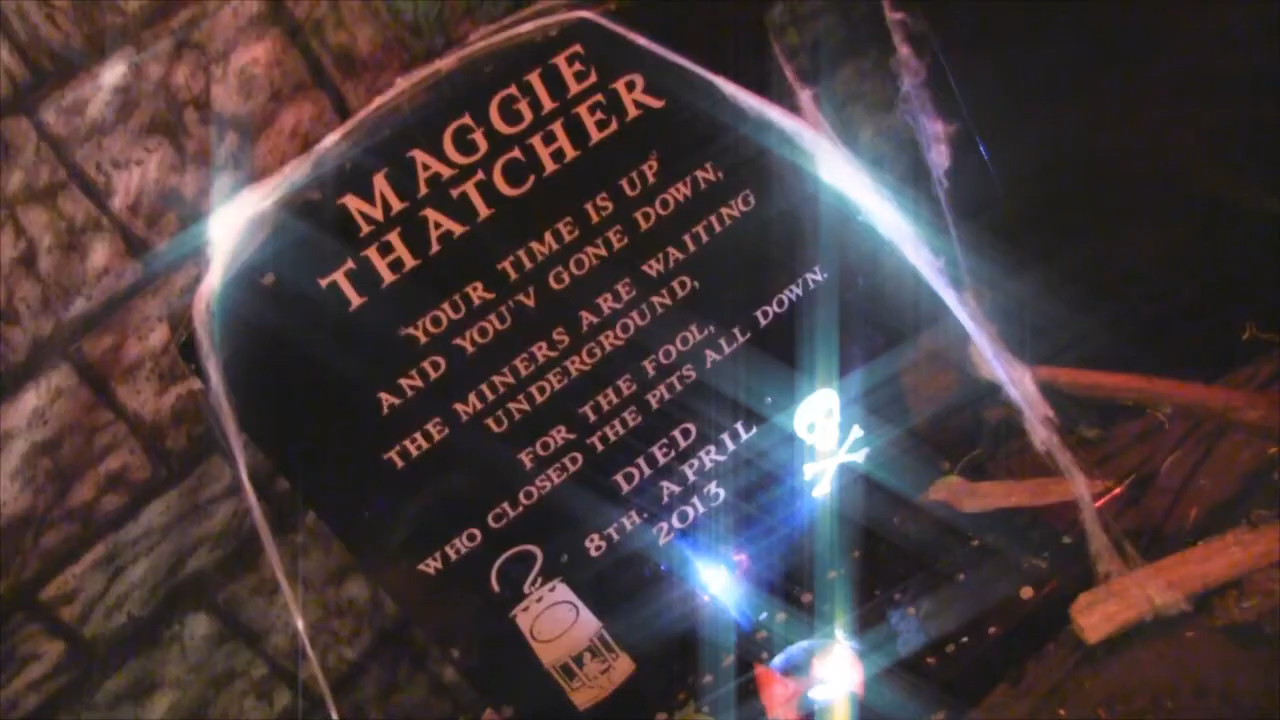 MAGGIE
THATCHER
YOUR TIME IS UP
AND YOU'V GONE DOWN,
THE MINERS ARE WAITING
UNDERGROUND,
FOR THE FOOL,
WHO CLOSED THE PITS ALL DOWN.
DIED
8TH. APRIL
2013